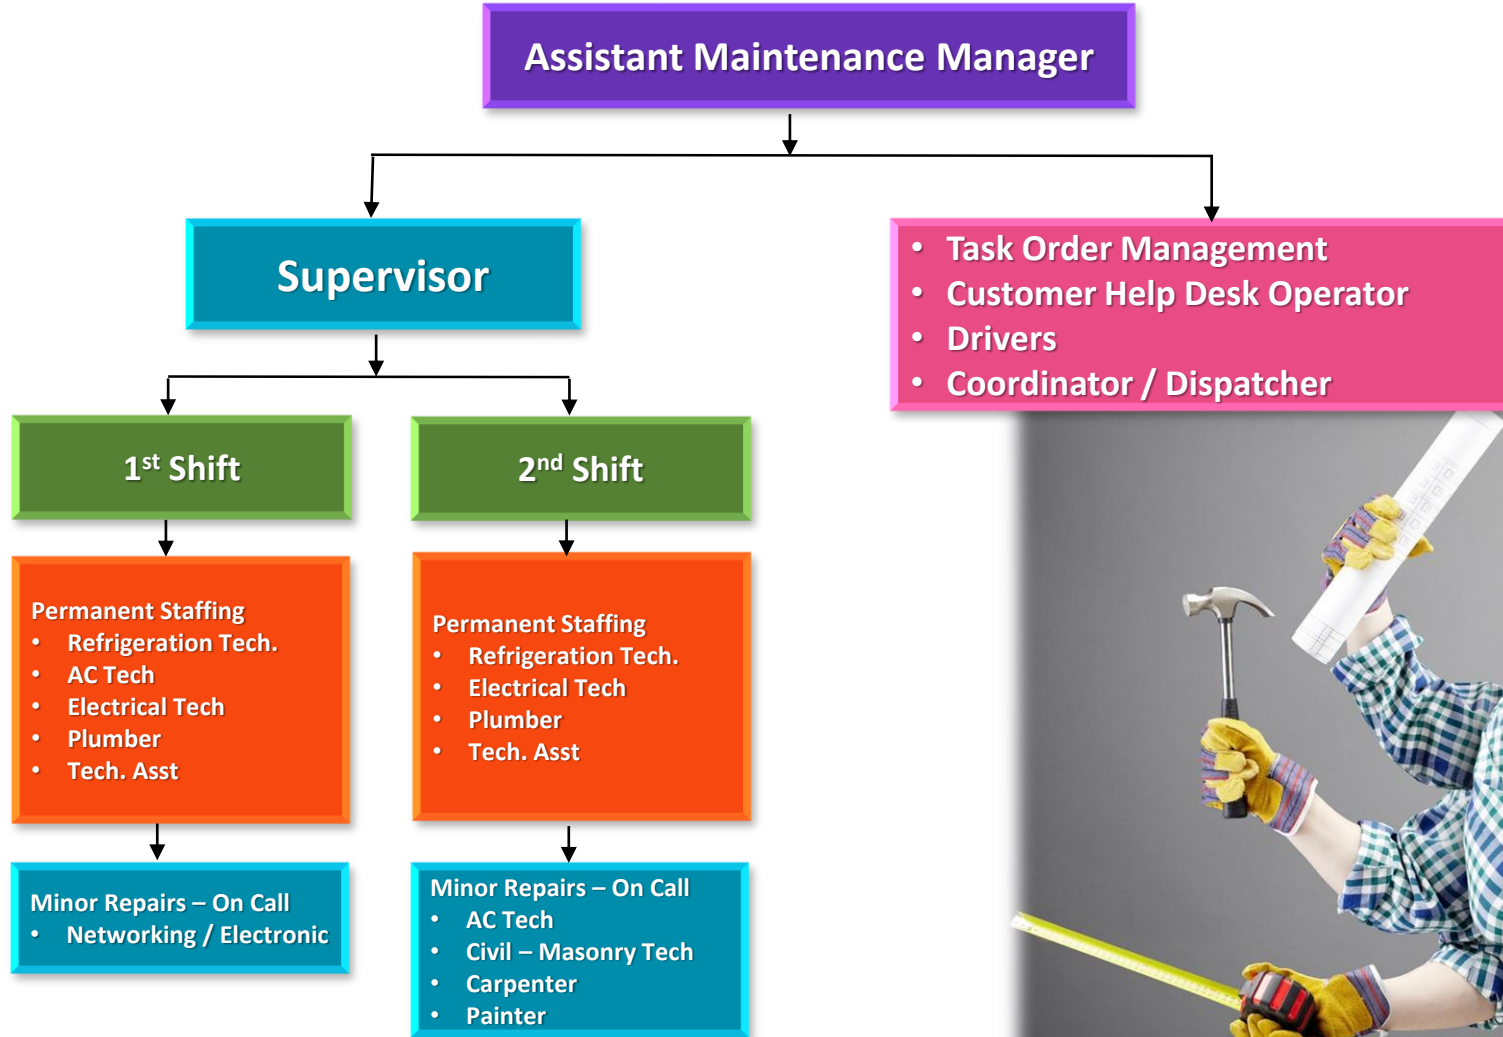 Assistant Maintenance Manager
Supervisor
• Task Order Management
• Customer Help Desk Operator
• Drivers
• Coordinator / Dispatcher
1st Shift
2nd Shift
Permanent Staffing
• Refrigeration Tech.
• AC Tech
• Electrical Tech
• Plumber
• Tech. Asst
Permanent Staffing
• Refrigeration Tech.
• Electrical Tech
• Plumber
• Tech. Asst
Minor Repairs – On Call
• Networking / Electronic
Minor Repairs – On Call
• AC Tech
• Civil – Masonry Tech
• Carpenter
• Painter